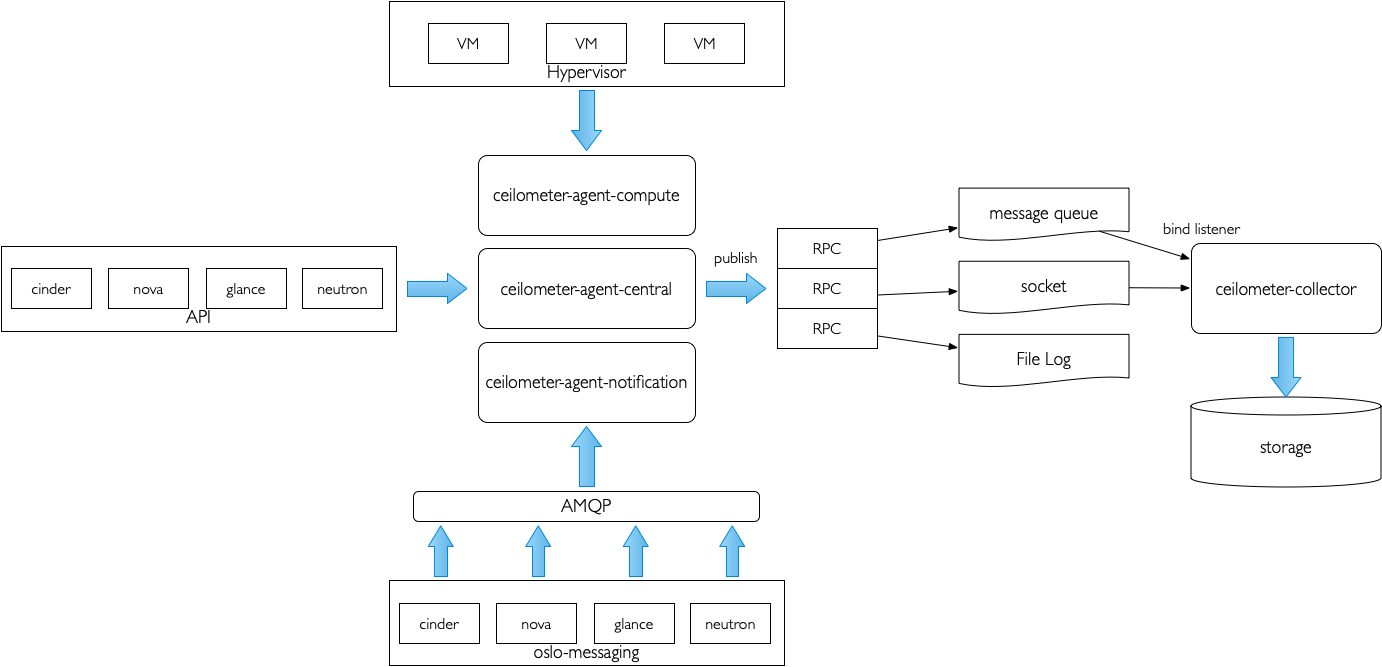 VM
VM
VM
Hypervisor
ceilometer-agent-compute
cinder
nova
glance
neutron
API
ceilometer-agent-central
publish
ceilometer-agent-notification
RPC
RPC
RPC
message queue
socket
File Log
bind listener
ceilometer-collector
storage
AMQP
cinder
nova
glance
neutron
oslo-messaging